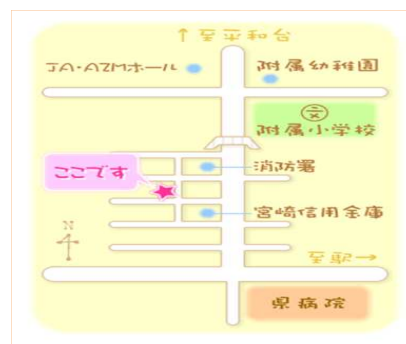 ↑至平和台
JA・AZMホール
附属幼稚園
文
附属小学校
消防署
ここです
宮崎信用金庫
N
至駅→
県病院